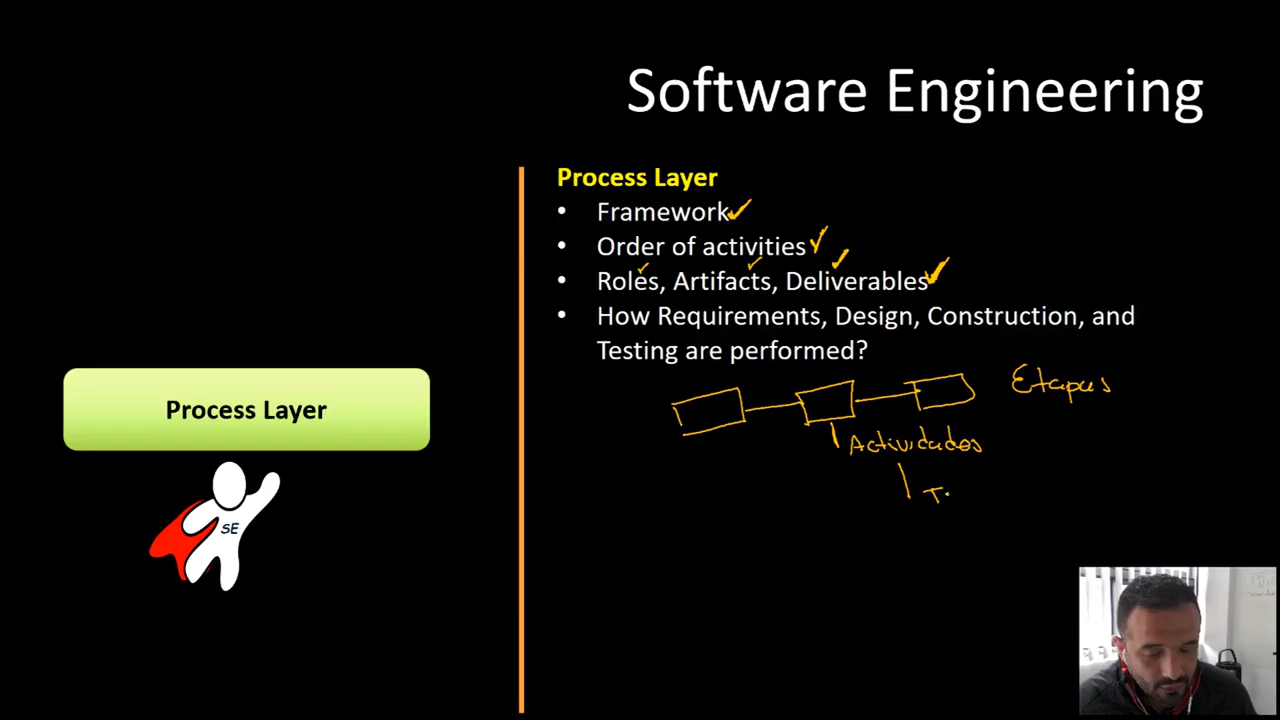 Software Engineering
Process Layer
• Framework
• Order of activities
• Roles, Artifacts, Deliverables
• How Requirements, Design, Construction, and
Testing are performed?
Etapas
Actividades
T
Process Layer
SE